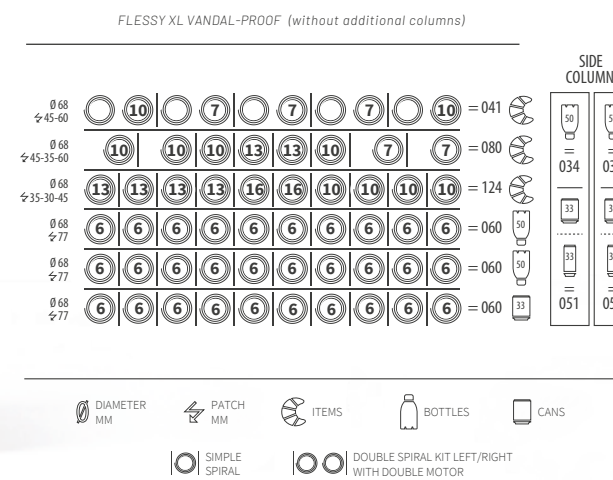 FLESSY XL VANDAL-PROOF (without additional columns)
SIDE
COLUMN
Ø 68
45-60
10 7 7 7 10 = 041
50
=
034
Ø 68
45-35-60
10 10 10 13 13 10 7 7 = 080
Ø 68
35-30-45
13 13 13 13 16 16 10 10 10 10 = 124
33
33
=
051
Ø 68
77
6 6 6 6 6 6 6 6 6 6 = 060 50
Ø 68
77
6 6 6 6 6 6 6 6 6 6 = 060 50
Ø 68
77
6 6 6 6 6 6 6 6 6 6 = 060 33
DIAMETER
MM
PATCH
MM
ITEMS
BOTTLES
CANS
SIMPLE
SPIRAL
DOUBLE SPIRAL KIT LEFT/RIGHT
WITH DOUBLE MOTOR